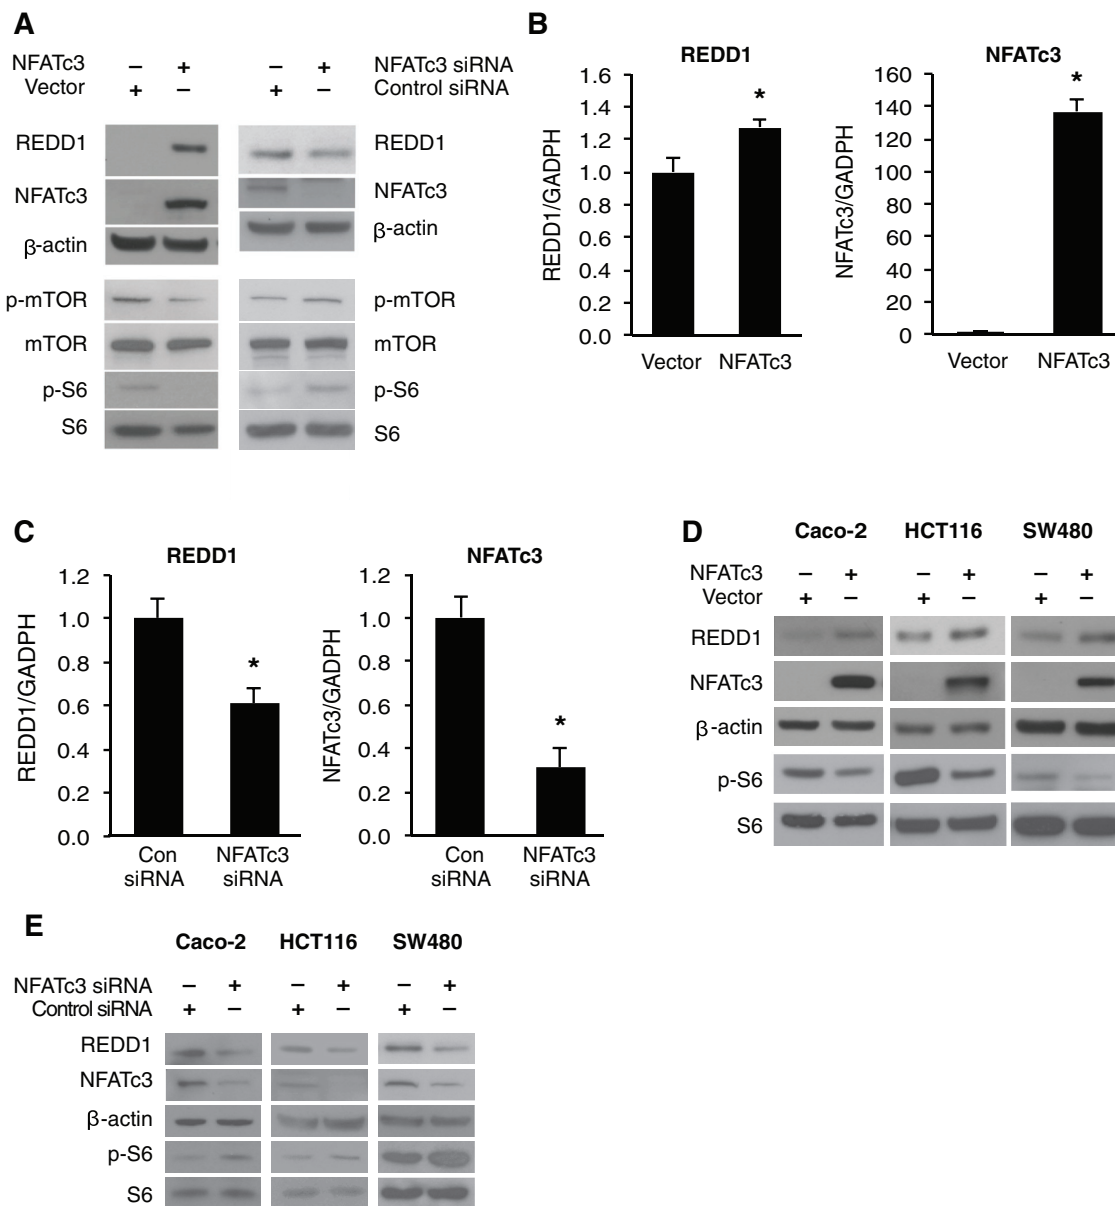 A
NFATc3 – + – + NFATc3 siRNA
Vector + – + – Control siRNA
REDD1 REDD1
NFATc3 NFATc3
β-actin β-actin
p-mTOR p-mTOR
mTOR mTOR
p-S6 p-S6
S6 S6
B
REDD1
REDD1/GADPH
1.6
1.4
1.2
1.0
0.8
0.6
0.4
0.2
0.0
*
Vector NFATc3
NFATc3
NFATc3/GADPH
160
140
120
100
80
60
40
20
0
*
Vector NFATc3
C
REDD1
REDD1/GADPH
1.2
1.0
0.8
0.6
0.4
0.2
0.0
*
Con NFATc3
siRNA siRNA
NFATc3
NFATc3/GADPH
1.2
1.0
0.8
0.6
0.4
0.2
0.0
*
Con NFATc3
siRNA siRNA
D
Caco-2 HCT116 SW480
NFATc3 – + – + – +
Vector + – + – + –
REDD1
NFATc3
β-actin
p-S6
S6
E
Caco-2 HCT116 SW480
NFATc3 siRNA – + – + – +
Control siRNA + – + – + –
REDD1
NFATc3
β-actin
p-S6
S6